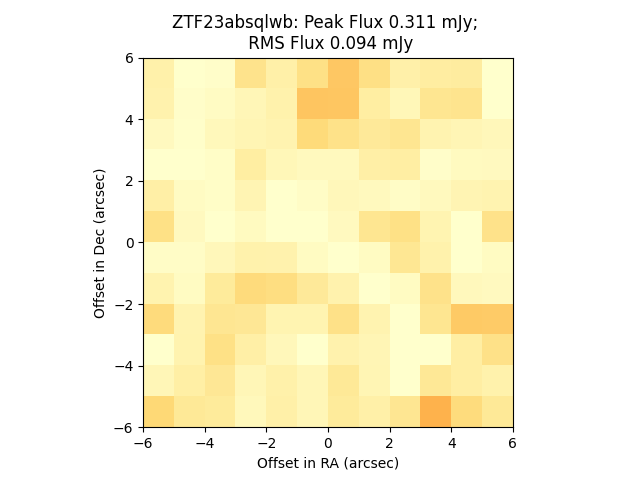 ZTF23absqlwb: Peak Flux 0.311 mJy;
RMS Flux 0.094 mJy
6
4
2
0
−2
−4
−6
Offset in Dec (arcsec)
−6 −4 −2 0 2 4 6
Offset in RA (arcsec)